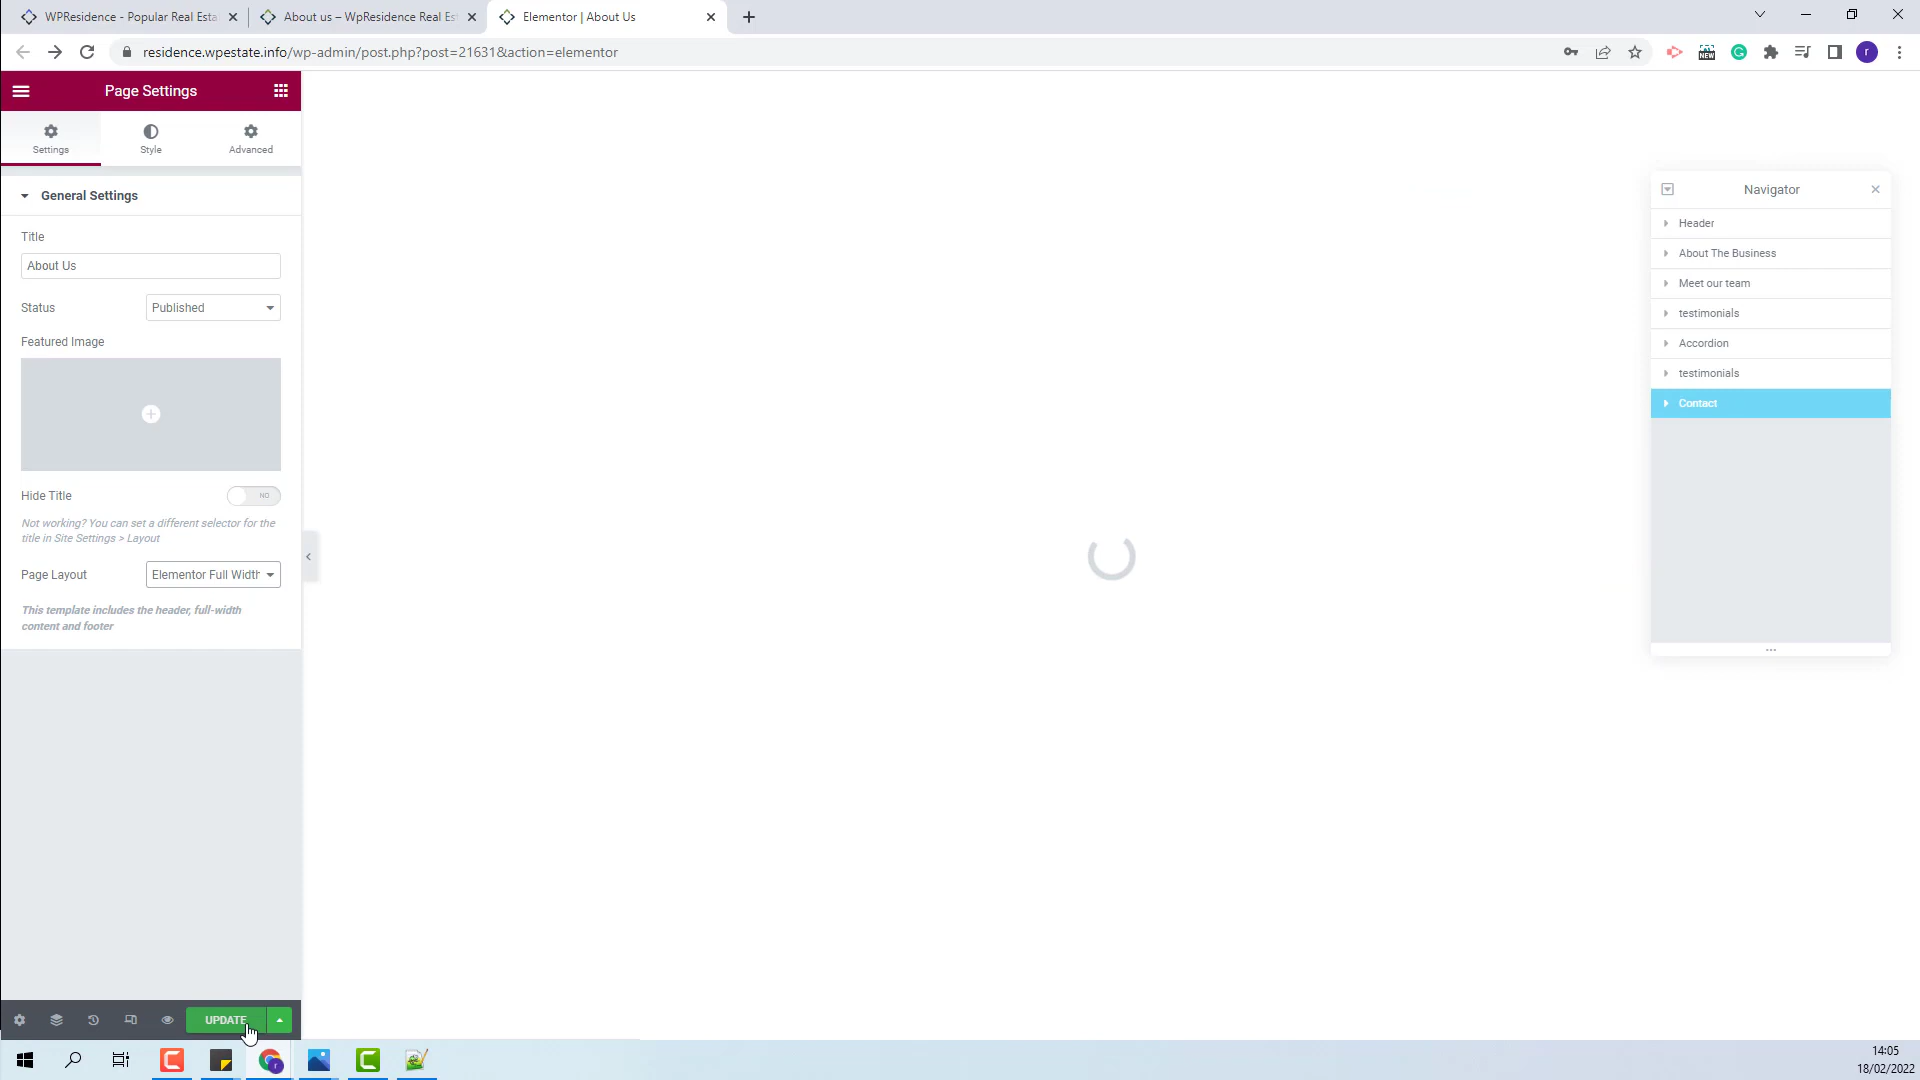 WPResidence - Popular Real Esta
About us – WpResidence Real Es
Elementor | About Us
residence.wpestate.info/wp-admin/post.php?post=21631&action=elementor
NEW
r
Page Settings
Settings
Style
Advanced
General Settings
Title
About Us
Status
Published
Featured Image
Hide Title
NO
Not working? You can set a different selector for the
title in Site Settings > Layout
Page Layout
Elementor Full Width
This template includes the header, full-width
content and footer
UPDATE
Navigator
Header
About The Business
Meet our team
testimonials
Accordion
testimonials
Contact
14:05
18/02/2022